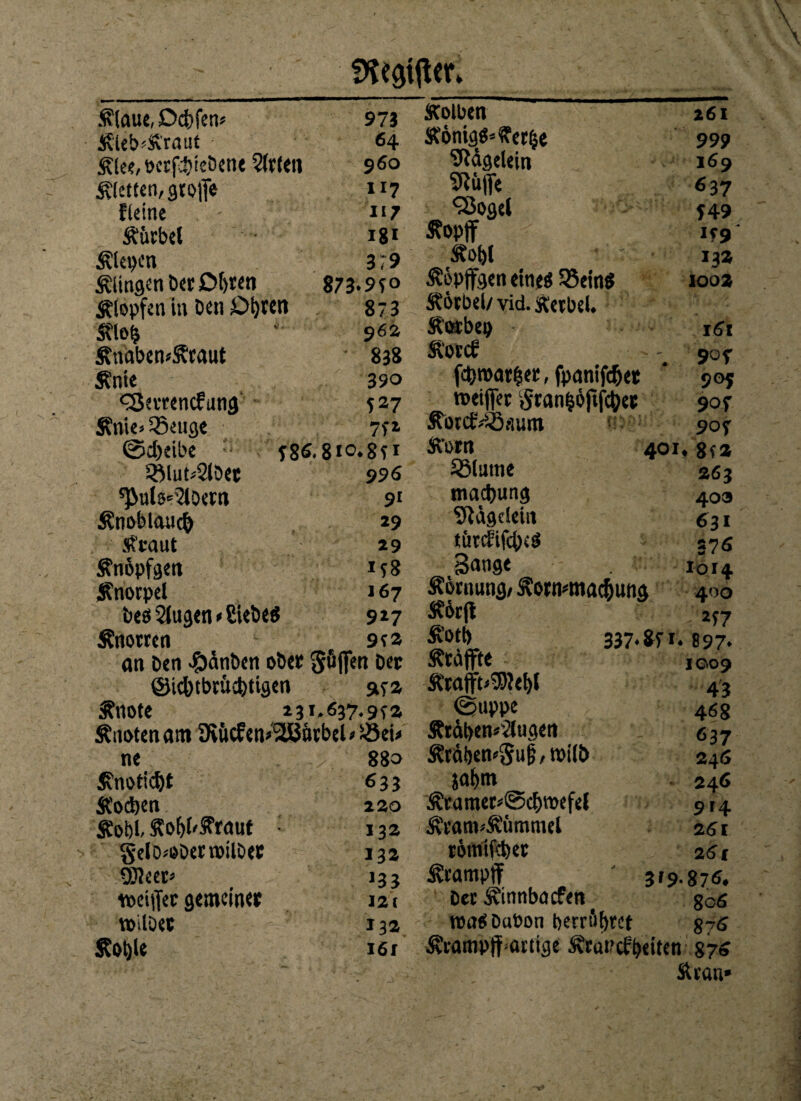 Regiſter.
Klaue, Ochſen⸗ 973
Kleb⸗Kraut 64
Klee, verſchiedene Arten 960
Kletten, groſſe 117
kleine 117
Kürbel 181
Kleyen 379
Klingen der Ohren 873.950
Klopfen in den Ohren 873
Klotz 962
Knaben⸗Kraut 838
Knie 390
Verrenckung 527
Knie⸗Beuge 752
Scheibe 586.810.851
Blut⸗Ader 996
Puls⸗Adern 91
Knoblauch 29
Kraut 29
Knöpfgen 158
Knorpel 167
des Augen⸗Liedes 927
Knorren 952
an den Händen oder Füſſen der
Gichtbrüchtigen 952
Knote 231.637.952
Knoten am Rücken⸗Würbel⸗Bei⸗
ne 880
Knoticht 633
Kochen 220
Kohl, Kohl⸗Kraut 132
Feld⸗oder wilder 132
Meer⸗ 133
weiſſer gemeiner 121
wilder 132
Kohle 161
Kolben 261
Königs⸗Kertze 999
Nägelein 169
Nüſſe 637
Vogel 549
Kopff 159
Kohl 132
Köpffgen eines Beins 1002
Körbel/ vid. Kerbel.
Korbey 161
Korck 905
ſchwartzer, ſpaniſcher 905
weiſſer Frantzöſiſcher 905
Korck⸗Baum 905
Korn 401. 852
Blume 263
machung 400
Nägelein 631
türckiſches 376
Zange 1014
Körnung, Korn⸗machung 400
Körſt 257
Koth 337.851. 897.
Kräffte 1009
Krafft⸗Mehl 43
Suppe 468
Krähen⸗Augen 637
Krähen⸗Fuß, wild 246
zahm 246
Kramer⸗Schwefel 914
Kram⸗Kümmel 261
römiſcher 261
Krampff 319.876.
der Kinnbacken 806
was davon herrühret 876
Krampff⸗artige Kranckheiten 876
Kran⸗